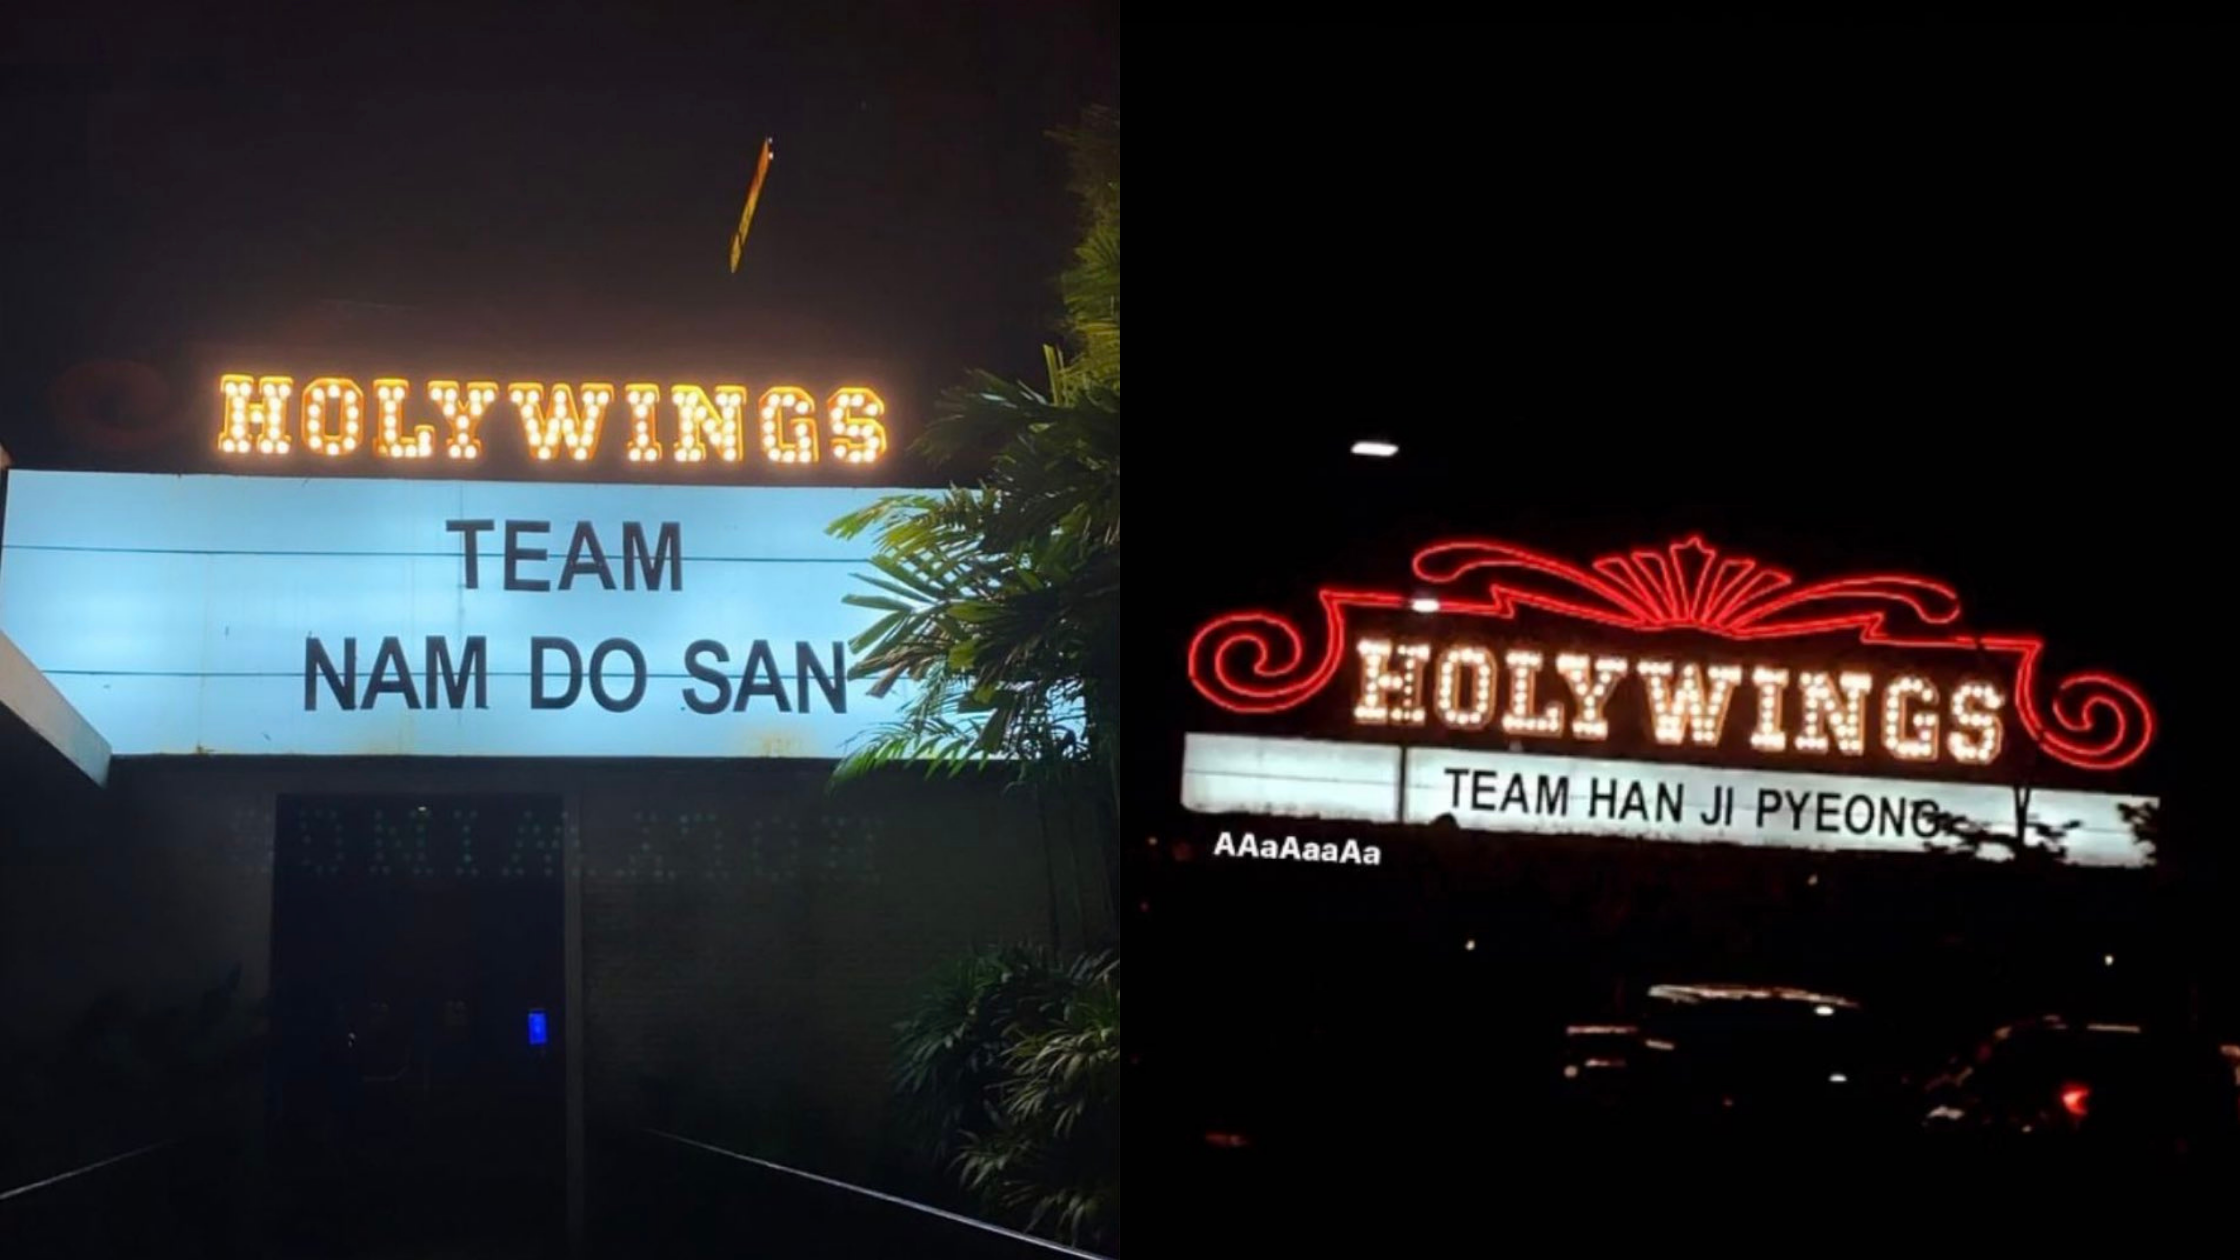 HOLYWINGS
TEAM
NAM DO SAN
HOLYWINGS
TEAM HAN JI PYEONG
AAaAaaAa